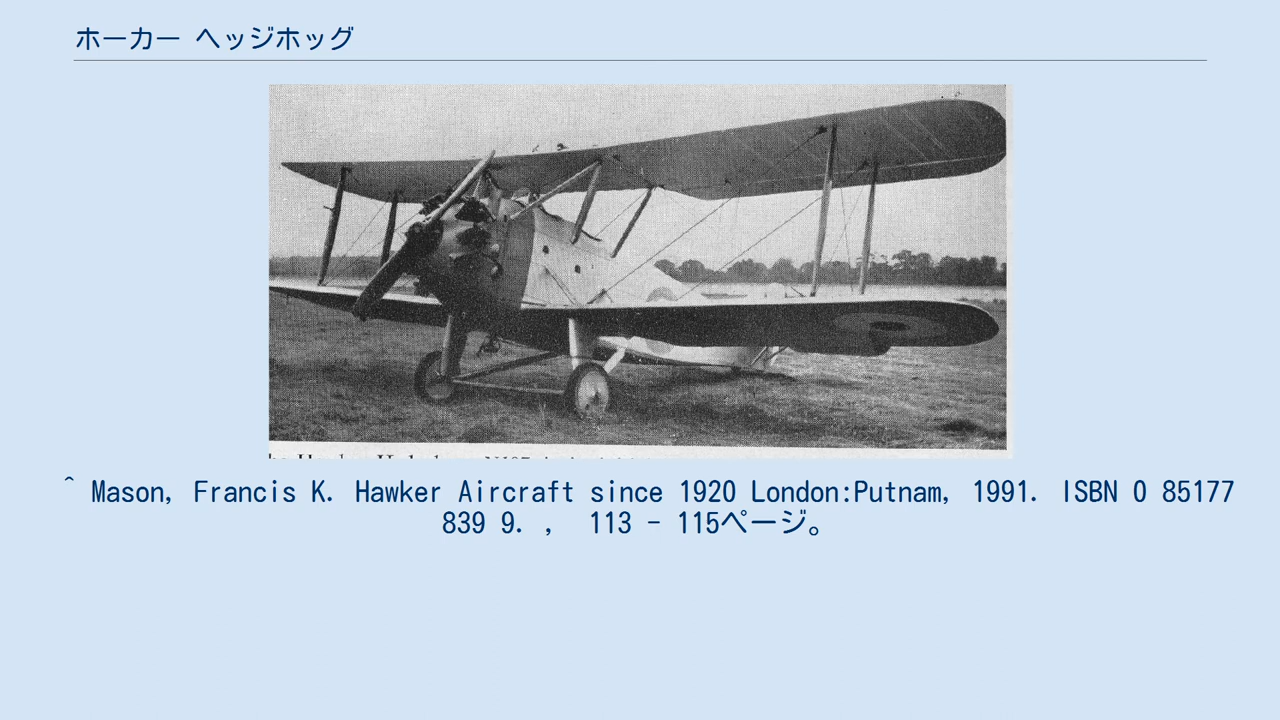 ホーカー ヘッジホッグ
^ Mason, Francis K. Hawker Aircraft since 1920 London:Putnam, 1991. ISBN 0 85177
839 9. , 113 – 115ページ。